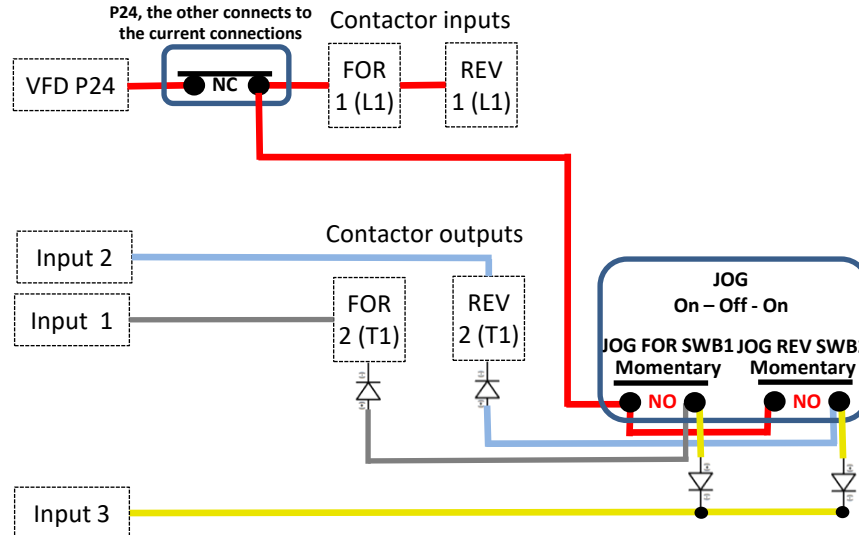 P24, the other connects to
the current connections
Contactor inputs
VFD P24
NC
FOR
1 (L1)
REV
1 (L1)
Contactor outputs
Input 2
Input 1
FOR
2 (T1)
REV
2 (T1)
JOG
On – Off - On
JOG FOR SWB1
Momentary
JOG REV
Momentary
NO
NO
Input 3